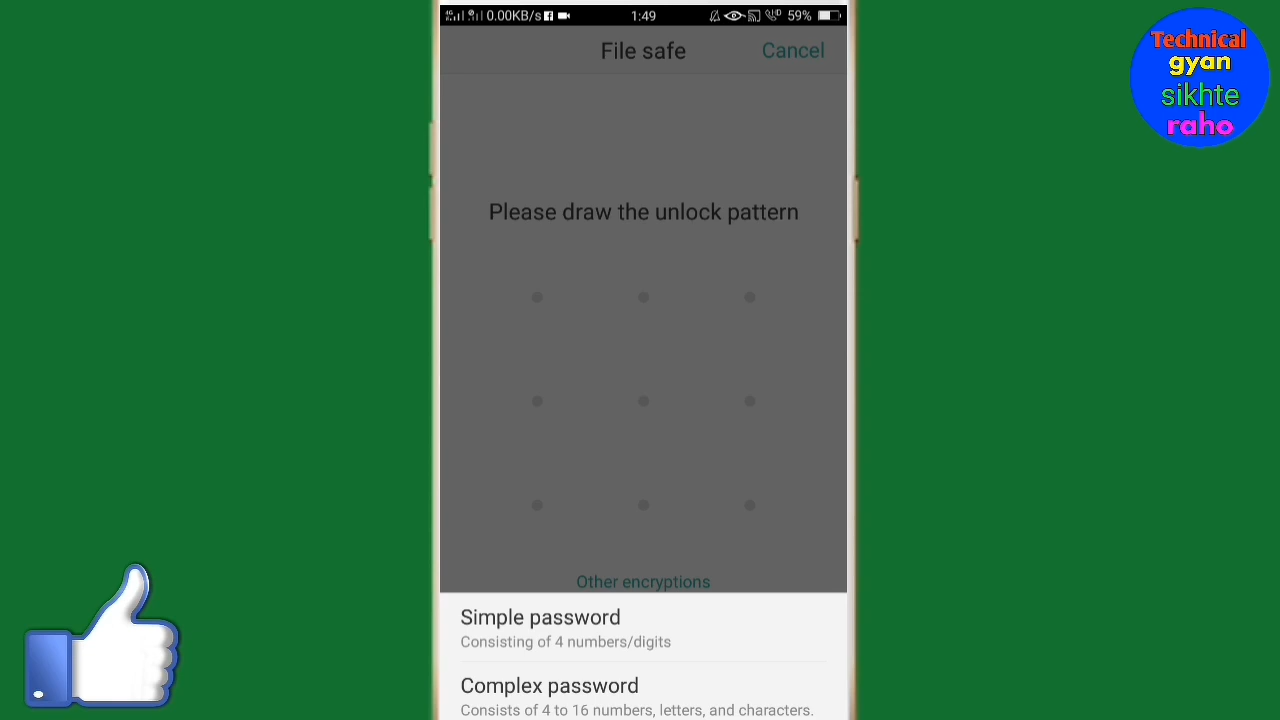 0.00KB/s
1:49
59%
File safe
Cancel
Technical
gyan
sikhte
raho
Please draw the unlock pattern
Other encryptions
Simple password
Consisting of 4 numbers/digits
Complex password
Consists of 4 to 16 numbers, letters, and characters.